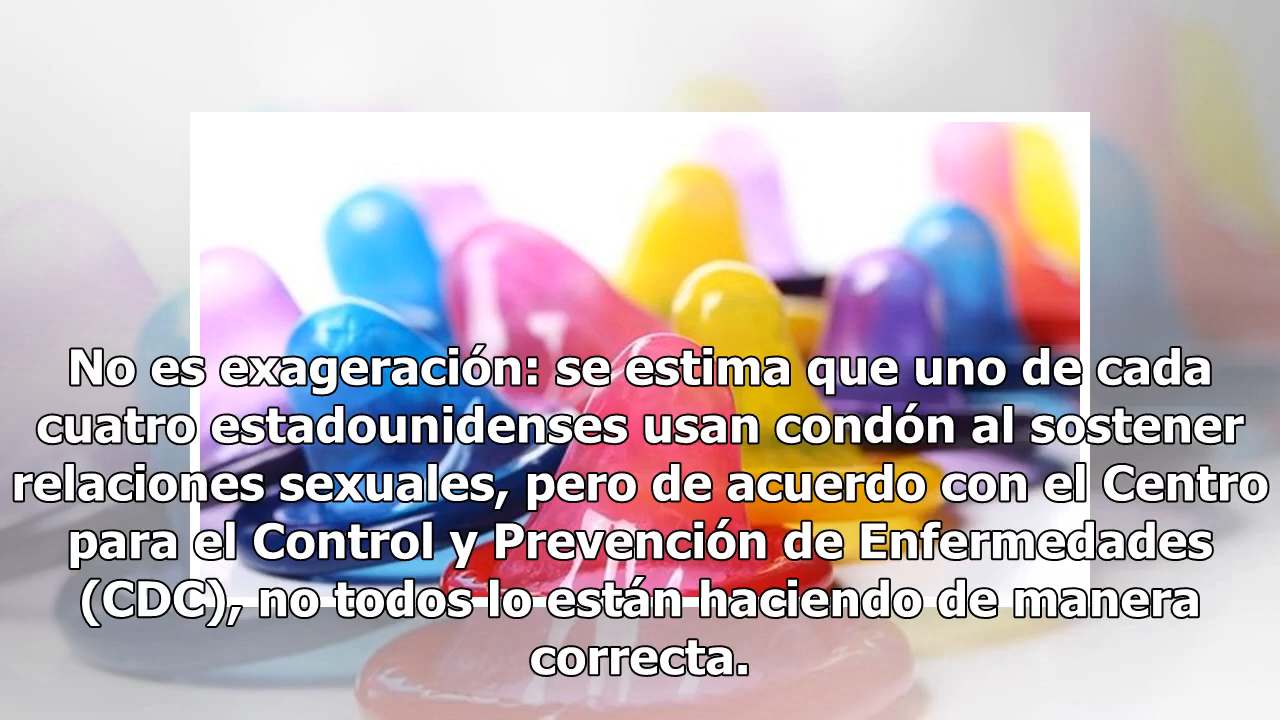 No es exageración: se estima que uno de cada
cuatro estadounidenses usan condón al sostener
relaciones sexuales, pero de acuerdo con el Centro
para el Control y Prevención de Enfermedades
(CDC), no todos lo están haciendo de manera
correcta.